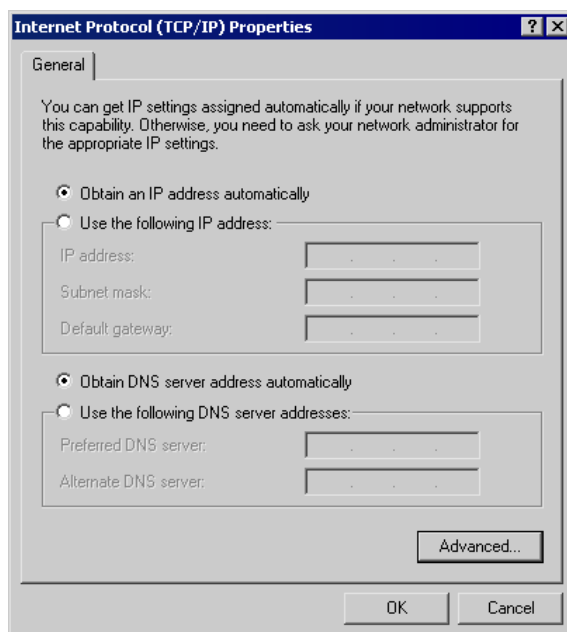 Internet Protocol (TCP/IP) Properties
General
You can get IP settings assigned automatically if your network supports
this capability. Otherwise, you need to ask your network administrator for
the appropriate IP settings.
Obtain an IP address automatically
Use the following IP address:
IP address:
Subnet mask:
Default gateway:
Obtain DNS server address automatically
Use the following DNS server addresses:
Preferred DNS server:
Alternate DNS server:
Advanced...
OK Cancel